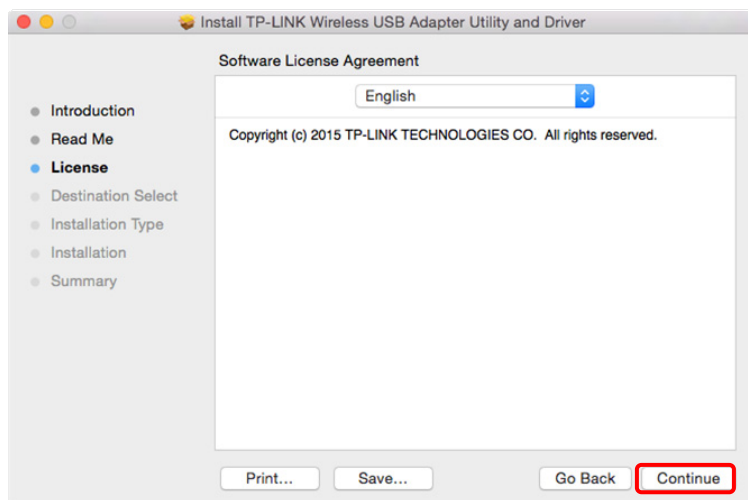 Install TP-LINK Wireless USB Adapter Utility and Driver
Software License Agreement
Introduction
Read Me
License
Destination Select
Installation Type
Installation
Summary
English
Copyright (c) 2015 TP-LINK TECHNOLOGIES CO.  All rights reserved.
Print...
Save...
Go Back
Continue